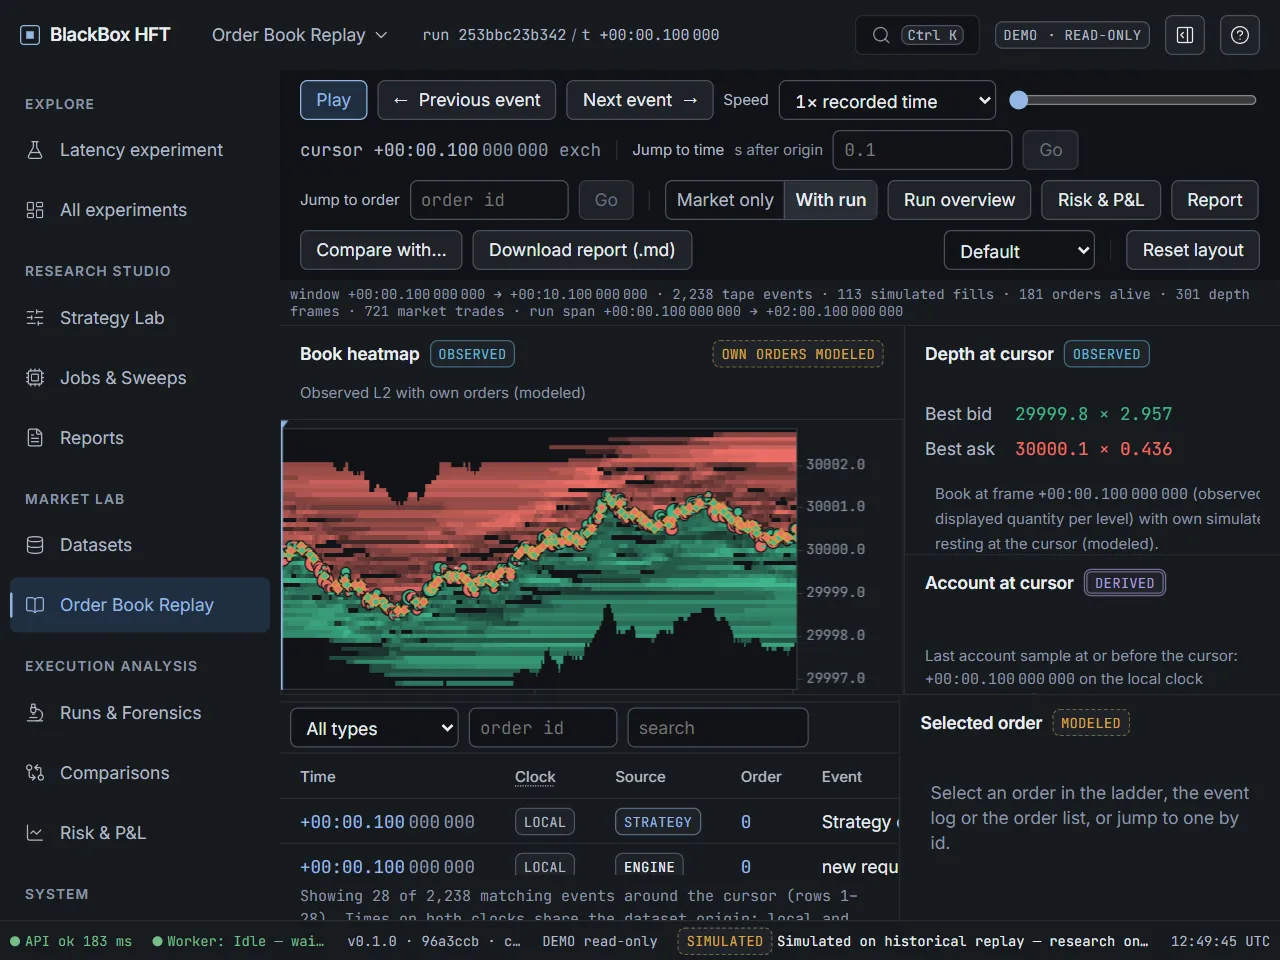 BlackBox HFT
Order Book Replay
run 253bbc23b342 / t +00:00.100 000
Ctrl K
DEMO · READ-ONLY
EXPLORE
Latency experiment
All experiments
RESEARCH STUDIO
Strategy Lab
Jobs & Sweeps
Reports
MARKET LAB
Datasets
Order Book Replay
EXECUTION ANALYSIS
Runs & Forensics
Comparisons
Risk & P&L
SYSTEM
Play
← Previous event
Next event →
Speed
1× recorded time
cursor +00:00.100 000 000 exch
Jump to time s after origin
0.1
Go
Jump to order
order id
Go
Market only
With run
Run overview
Risk & P&L
Report
Compare with...
Download report (.md)
Default
Reset layout
window +00:00.100 000 000 → +00:10.100 000 000 · 2,238 tape events · 113 simulated fills · 181 orders alive · 301 depth
frames · 721 market trades · run span +00:00.100 000 000 → +02:00.100 000 000
Book heatmap
OBSERVED
OWN ORDERS MODELED
Observed L2 with own orders (modeled)
30002.0
30001.0
30000.0
29999.0
29998.0
29997.0
Depth at cursor
OBSERVED
Best bid 29999.8 × 2.957
Best ask 30000.1 × 0.436
Book at frame +00:00.100 000 000 (observed
displayed quantity per level) with own simulate
resting at the cursor (modeled).
Account at cursor
DERIVED
Last account sample at or before the cursor:
+00:00.100 000 000 on the local clock
All types
order id
search
Time Clock Source Order Event
+00:00.100 000 000 LOCAL STRATEGY 0 Strategy
+00:00.100 000 000 LOCAL ENGINE 0 new requ
Showing 28 of 2,238 matching events around the cursor (rows 1–
28). Times on both clocks share the dataset origin: local and
Selected order
MODELED
Select an order in the ladder, the event
log or the order list, or jump to one by
id.
API ok 183 ms
Worker: Idle — wai…
v0.1.0 · 96a3ccb · c…
DEMO read-only
SIMULATED
Simulated on historical replay — research on…
12:49:45 UTC